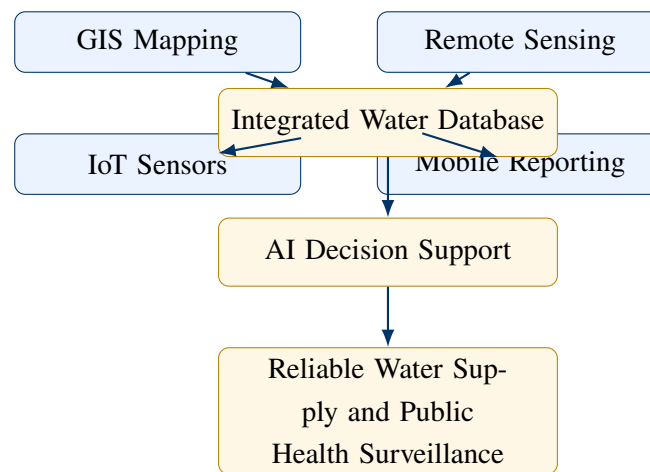 GIS Mapping
Remote Sensing
Integrated Water Database
IoT Sensors
Mobile Reporting
AI Decision Support
Reliable Water Sup-
ply and Public
Health Surveillance